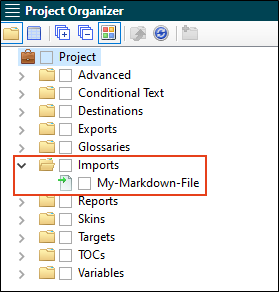 Project Organizer
Project
Advanced
Conditional Text
Destinations
Exports
Glossaries
Imports
My-Markdown-File
Reports
Skins
Targets
TOCs
Variables